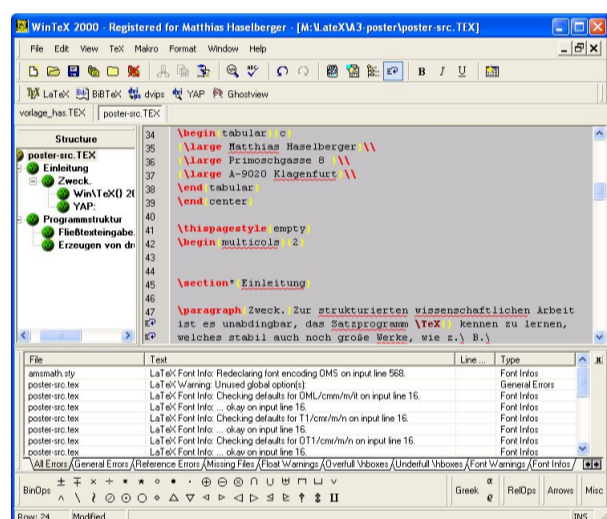 WinTeX 2000 - Registered for Matthias Haselberger - [M:\LateX\A3-poster\poster-src.TEX]
File Edit View TeX Makro Format Window Help
B I U
LaTeX BiBTeX dvips YAP Ghostview
vorlage_has.TEX poster-src.TEX
Structure
poster-src.TEX
Einleitung
Zweck.
Win\TeX() 2(
YAP:
Programmstruktur
Fließtexteingabe.
Erzeugen von dr
34 \begin{tabular}{c}
35 {\large Matthias Haselberger}\\
36 {\large Primoschgasse 8 }\\
37 {\large A-9020 Klagenfurt}\\
38 \end{tabular}
39 \end{center}
40
41 \thispagestyle{empty}
42 \begin{multicols}{2}
43
44
45 \section*{Einleitung}
46
47 \paragraph{Zweck.}Zur strukturierten wissenschaftlichen Arbeit
ist es unabdingbar, das Satzprogramm \TeX{} kennen zu lernen,
welches stabil auch noch große Werke, wie z.\ B.\
File Text Line ... Type
amsmath.sty LaTeX Font Info: Redeclaring font encoding OMS on input line 568. Font Infos
poster-src.tex LaTeX Warning: Unused global option(s): General Errors
poster-src.tex LaTeX Font Info: Checking defaults for OML/cmm/m/it on input line 16. Font Infos
poster-src.tex LaTeX Font Info: ... okay on input line 16. Font Infos
poster-src.tex LaTeX Font Info: Checking defaults for T1/cmr/m/n on input line 16. Font Infos
poster-src.tex LaTeX Font Info: ... okay on input line 16. Font Infos
poster-src.tex LaTeX Font Info: Checking defaults for OT1/cmr/m/n on input line 16. Font Infos
poster-src.tex LaTeX Font Info: ... okay on input line 16. Font Infos
All Errors General Errors Reference Errors Missing Files Float Warnings Overfull \hboxes Underfull \hboxes Font Warnings Font Infos
BinOps Greek RelOps Arrows Misc
Row: 24 Modified INS